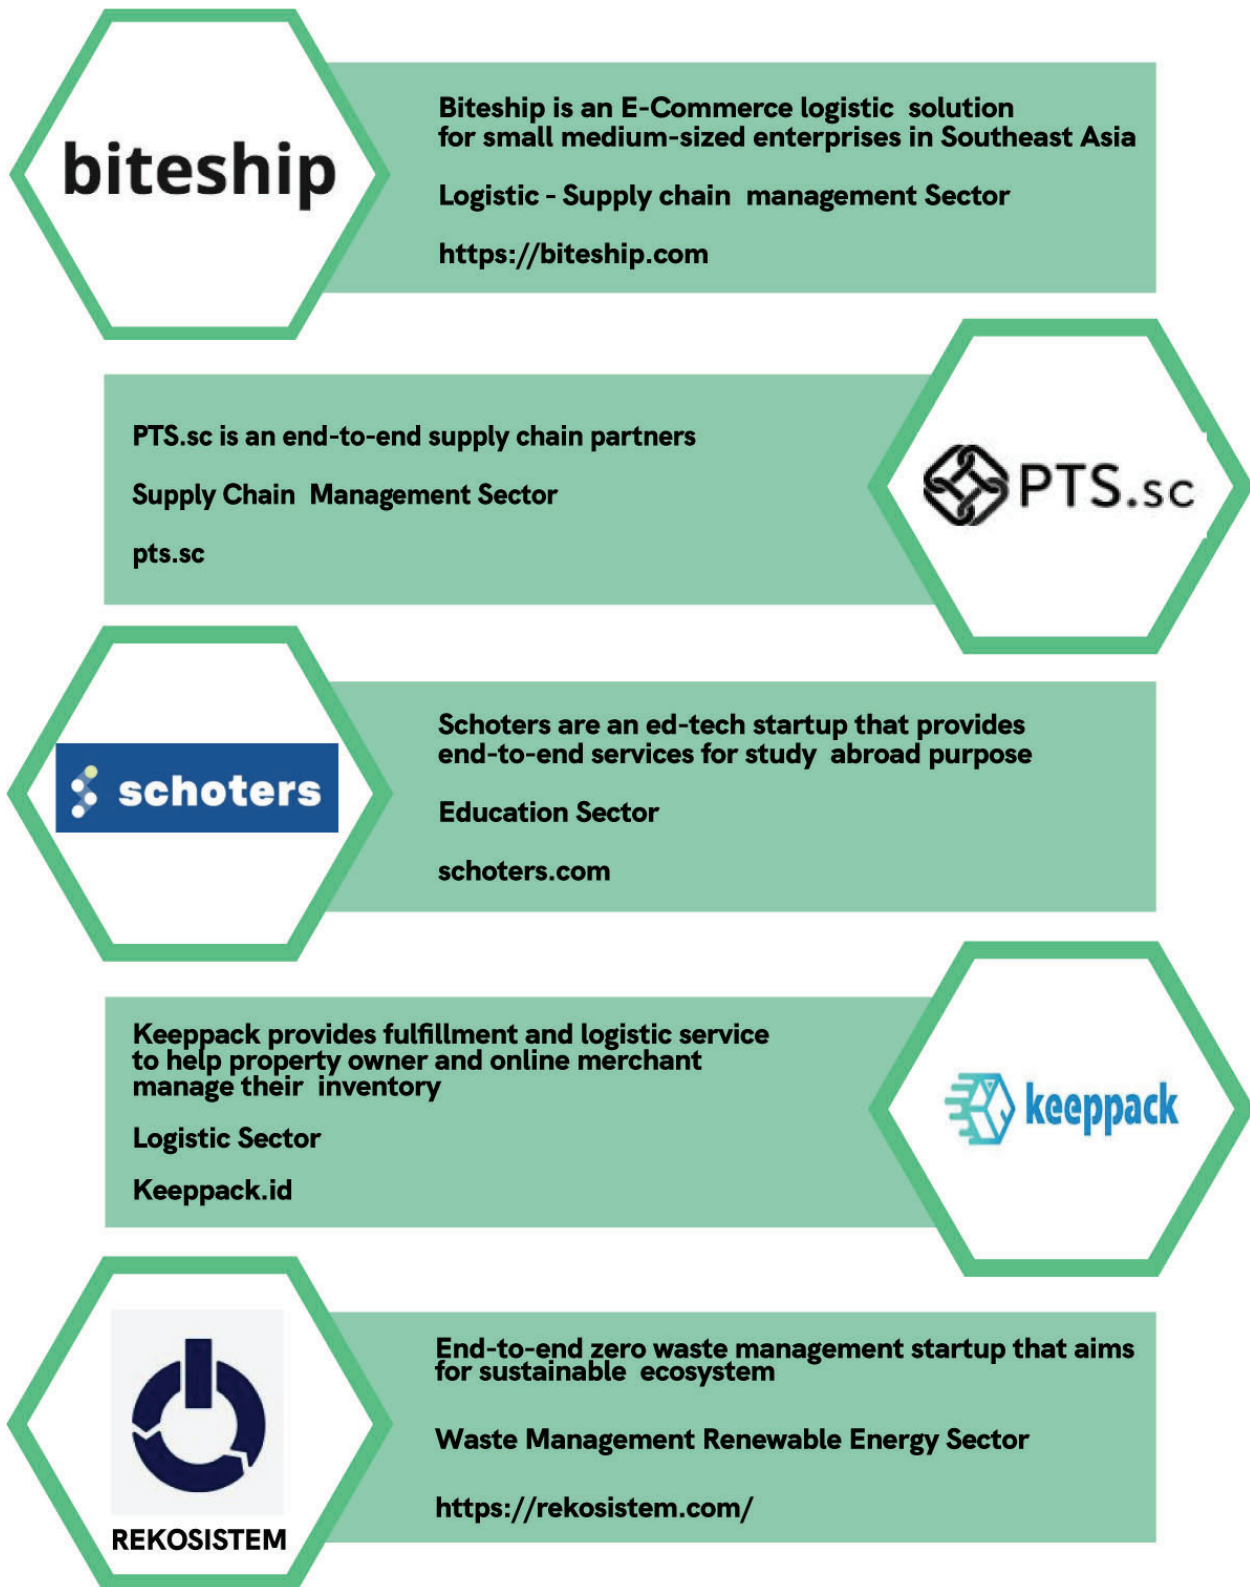 biteship
Biteship is an E-Commerce logistic solution
for small medium-sized enterprises in Southeast Asia
Logistic - Supply chain management Sector
https://biteship.com
PTS.sc is an end-to-end supply chain partners
Supply Chain Management Sector
pts.sc
PTS.sc
schoters
Schoters are an ed-tech startup that provides
end-to-end services for study abroad purpose
Education Sector
schoters.com
Keeppack provides fulfillment and logistic service
to help property owner and online merchant
manage their inventory
Logistic Sector
Keeppack.id
keeppack
REKOSISTEM
End-to-end zero waste management startup that aims
for sustainable ecosystem
Waste Management Renewable Energy Sector
https://rekosistem.com/